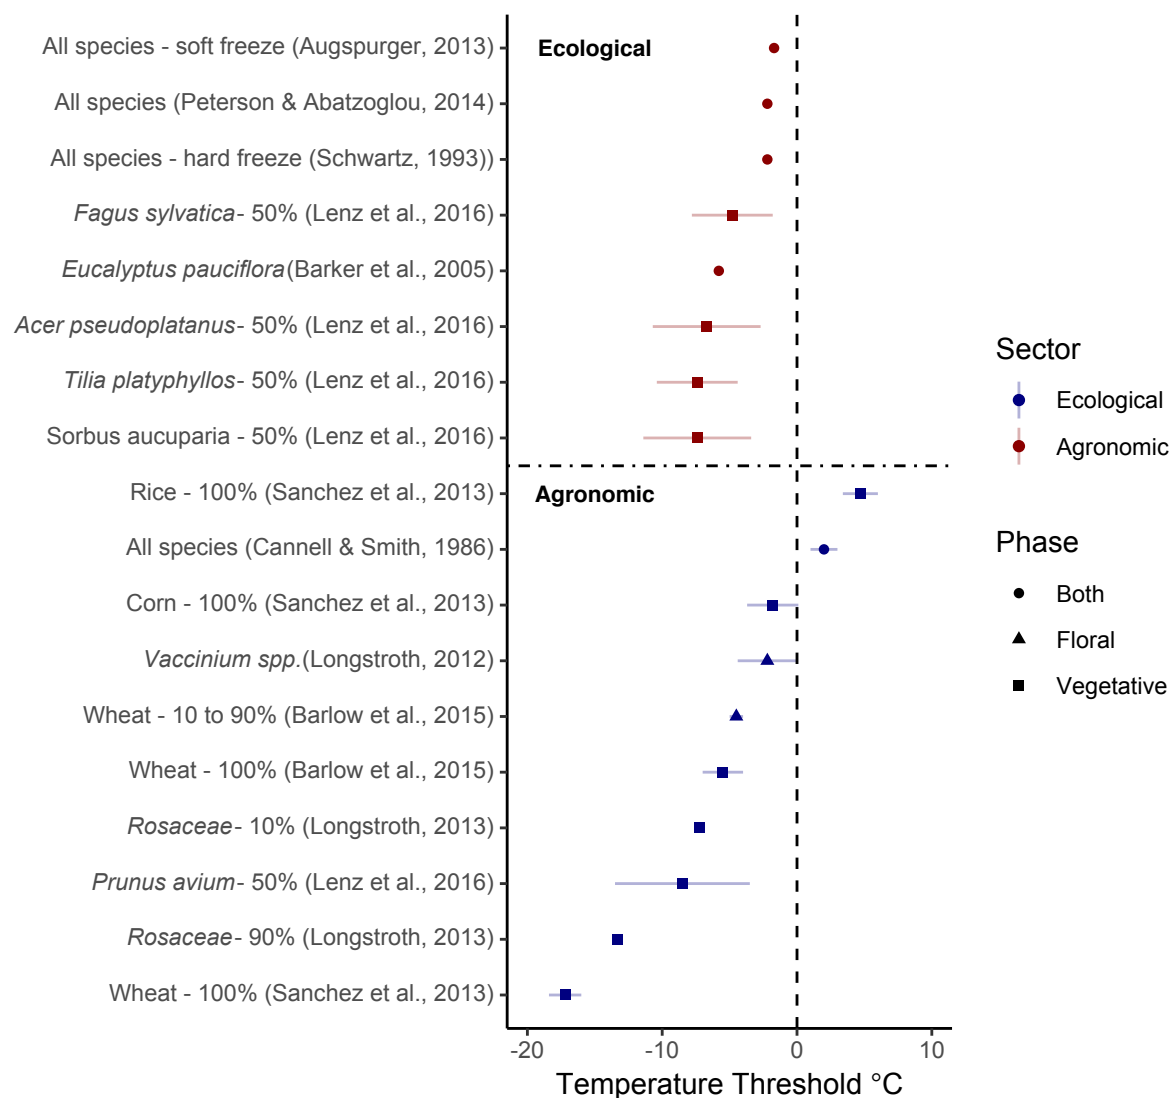 All species - soft freeze (Augspurger, 2013)
Ecological
All species (Peterson & Abatzoglou, 2014)
All species - hard freeze (Schwartz, 1993))
Fagus sylvatica- 50% (Lenz et al., 2016)
Eucalyptus pauciflora(Barker et al., 2005)
Acer pseudoplatanus- 50% (Lenz et al., 2016)
Tilia platyphyllos- 50% (Lenz et al., 2016)
Sorbus aucuparia - 50% (Lenz et al., 2016)
Rice - 100% (Sanchez et al., 2013)
Agronomic
All species (Cannell & Smith, 1986)
Corn - 100% (Sanchez et al., 2013)
Vaccinium spp.(Longstroth, 2012)
Wheat - 10 to 90% (Barlow et al., 2015)
Wheat - 100% (Barlow et al., 2015)
Rosaceae- 10% (Longstroth, 2013)
Prunus avium- 50% (Lenz et al., 2016)
Rosaceae- 90% (Longstroth, 2013)
Wheat - 100% (Sanchez et al., 2013)
-20 -10 0 10
Temperature Threshold °C
Sector
Ecological
Agronomic
Phase
Both
Floral
Vegetative